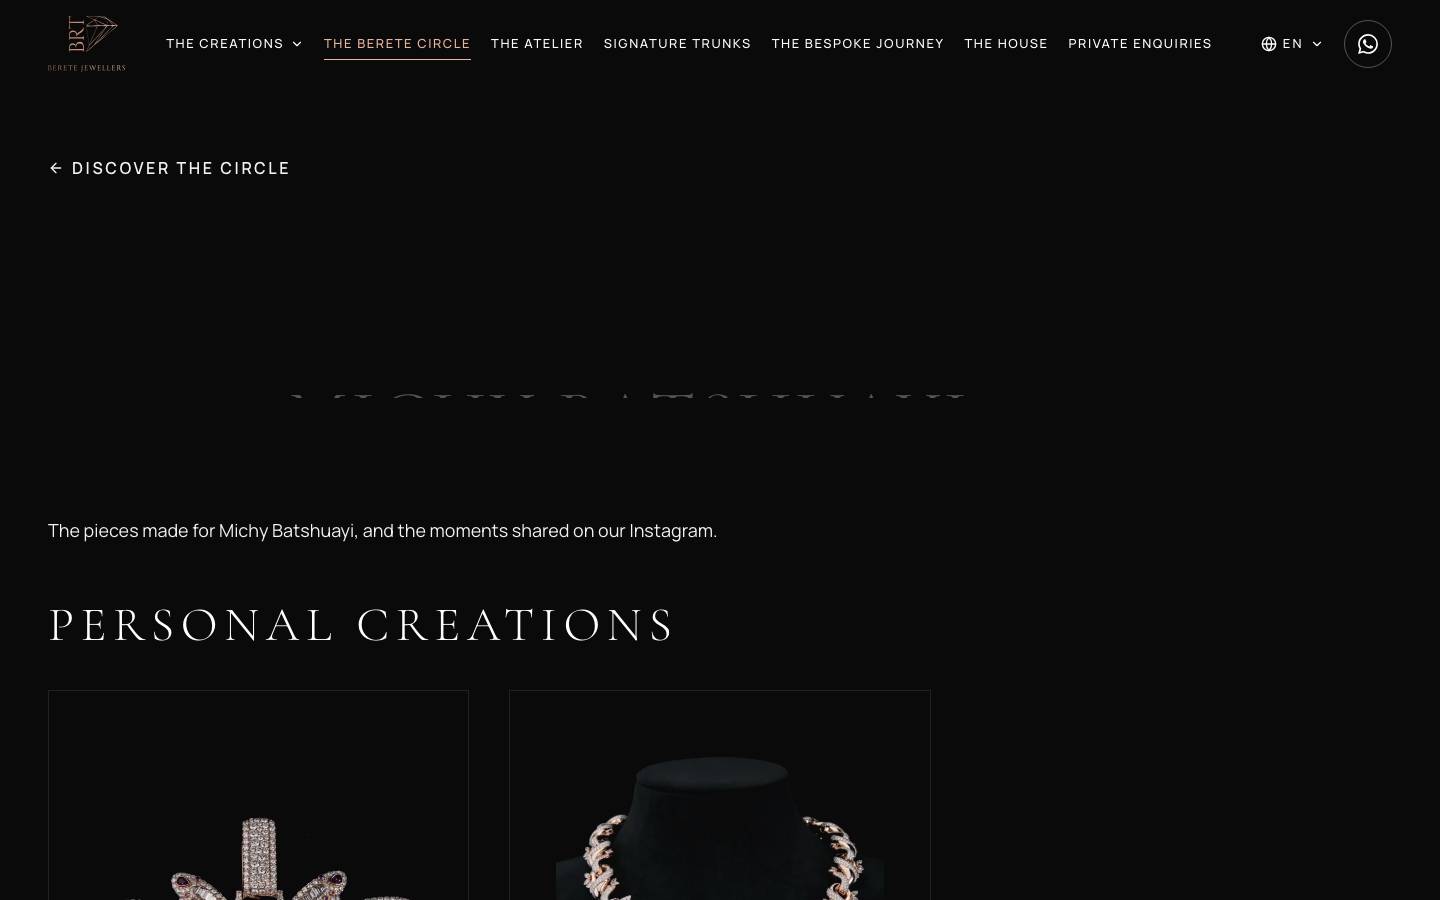 BRT
BERETE JEWELLERS
THE CREATIONS
THE BERETE CIRCLE
THE ATELIER
SIGNATURE TRUNKS
THE BESPOKE JOURNEY
THE HOUSE
PRIVATE ENQUIRIES
EN
← DISCOVER THE CIRCLE
The pieces made for Michy Batshuayi, and the moments shared on our Instagram.
PERSONAL CREATIONS